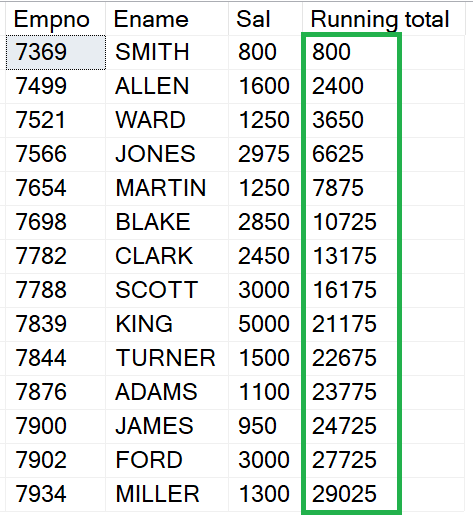 Empno Ename Sal Running total
7369 SMITH 800 800
7499 ALLEN 1600 2400
7521 WARD 1250 3650
7566 JONES 2975 6625
7654 MARTIN 1250 7875
7698 BLAKE 2850 10725
7782 CLARK 2450 13175
7788 SCOTT 3000 16175
7839 KING 5000 21175
7844 TURNER 1500 22675
7876 ADAMS 1100 23775
7900 JAMES 950 24725
7902 FORD 3000 27725
7934 MILLER 1300 29025